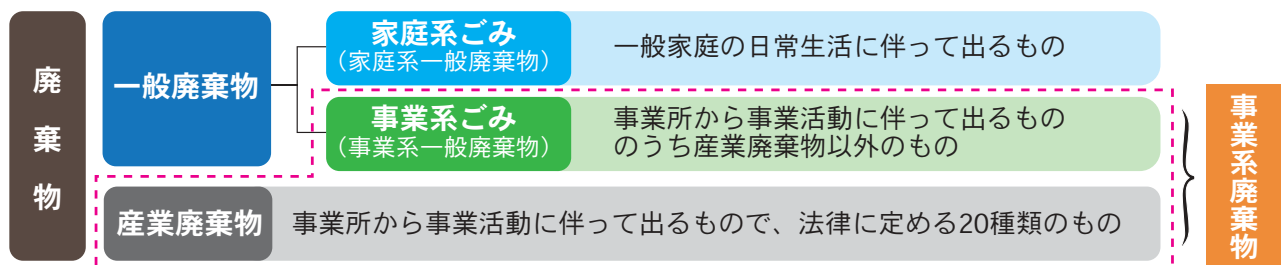 廃棄物
一般廃棄物
家庭系ごみ
(家庭系一般廃棄物)
一般家庭の日常生活に伴って出るもの
事業系ごみ
(事業系一般廃棄物)
事業所から事業活動に伴って出るもの
のうち産業廃棄物以外のもの
産業廃棄物
事業所から事業活動に伴って出るもので、法律に定める20種類のもの
事業系廃棄物